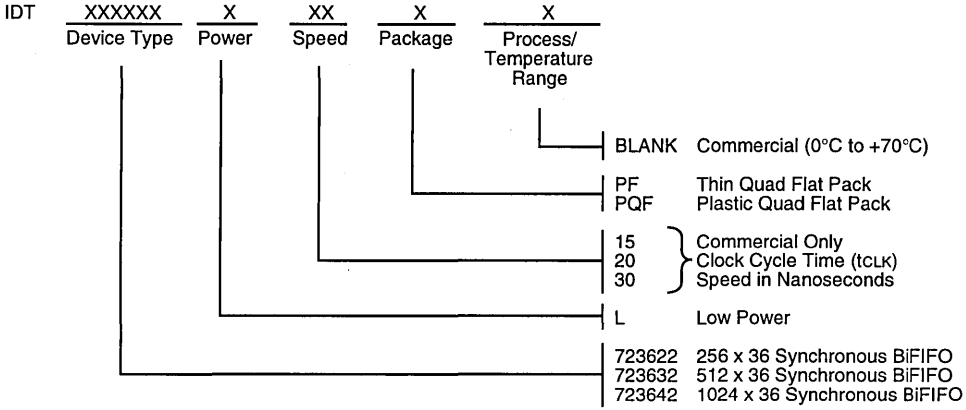 IDT XXXXXX X XX X X
Device Type Power Speed Package Process/
Temperature
Range
BLANK Commercial (0°C to +70°C)
PF Thin Quad Flat Pack
PQF Plastic Quad Flat Pack
15 Commercial Only
20 Clock Cycle Time (tCLK)
30 Speed in Nanoseconds
L Low Power
723622 256 x 36 Synchronous BiFIFO
723632 512 x 36 Synchronous BiFIFO
723642 1024 x 36 Synchronous BiFIFO